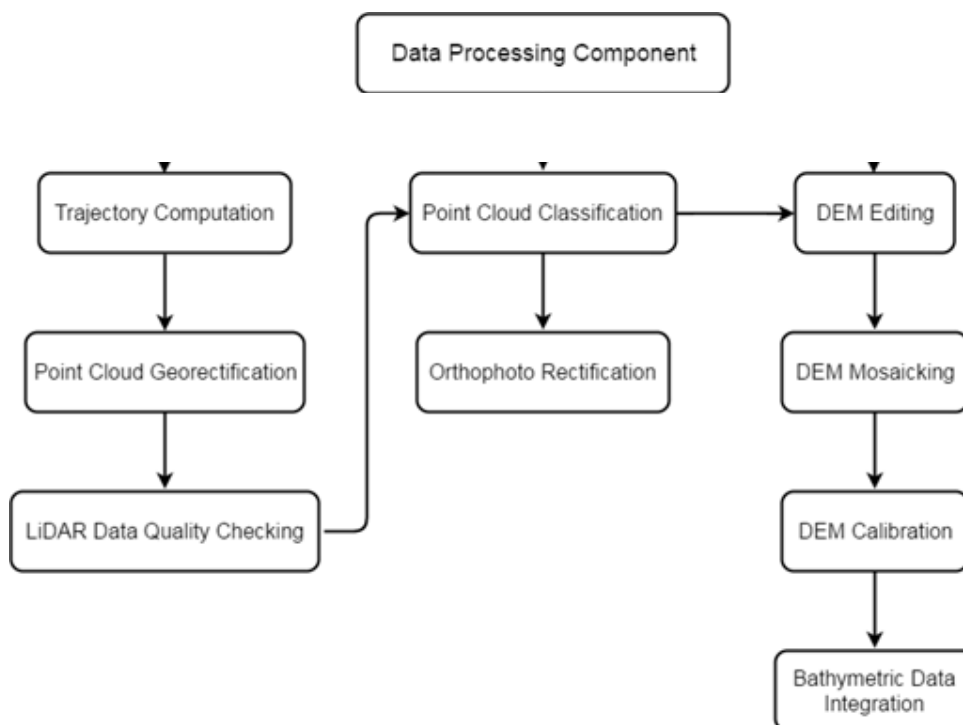 Data Processing Component
Trajectory Computation
Point Cloud Georectification
LiDAR Data Quality Checking
Point Cloud Classification
Orthophoto Rectification
DEM Editing
DEM Mosaicking
DEM Calibration
Bathymetric Data
Integration